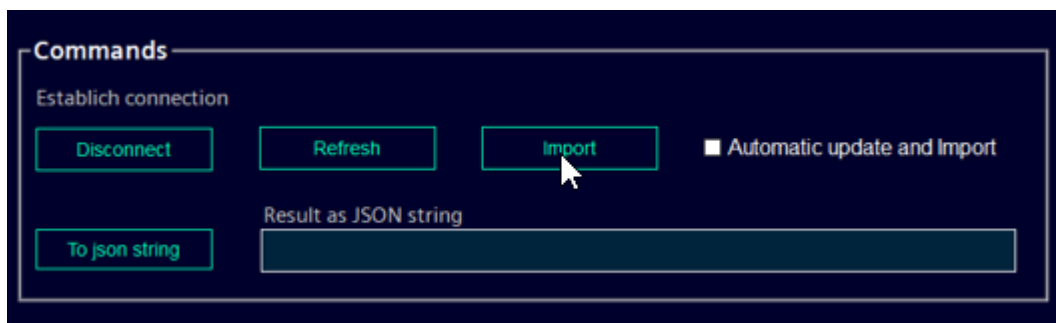 Commands
Establich connection
Disconnect Refresh Import Automatic update and Import
Result as JSON string
To json string